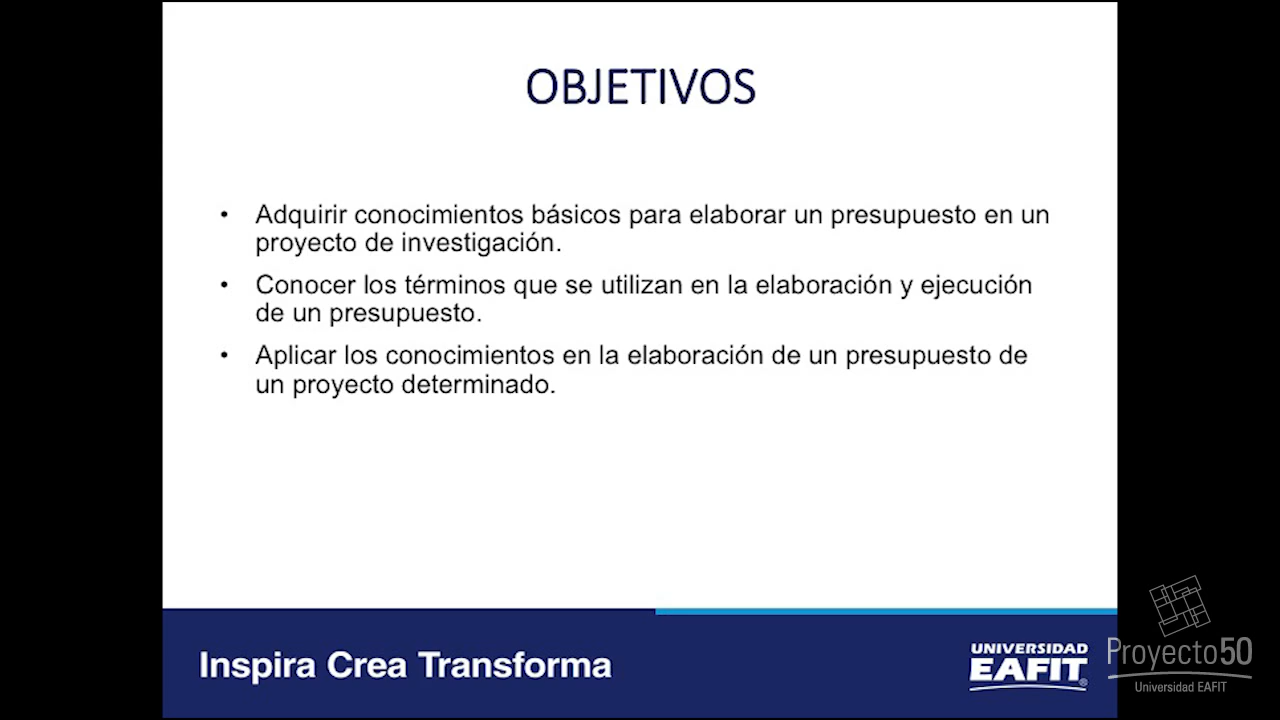 OBJETIVOS
• Adquirir conocimientos básicos para elaborar un presupuesto en un
proyecto de investigación.
• Conocer los términos que se utilizan en la elaboración y ejecución
de un presupuesto.
• Aplicar los conocimientos en la elaboración de un presupuesto de
un proyecto determinado.
Inspira Crea Transforma
UNIVERSIDAD
EAFIT®
Proyecto50
Universidad EAFIT